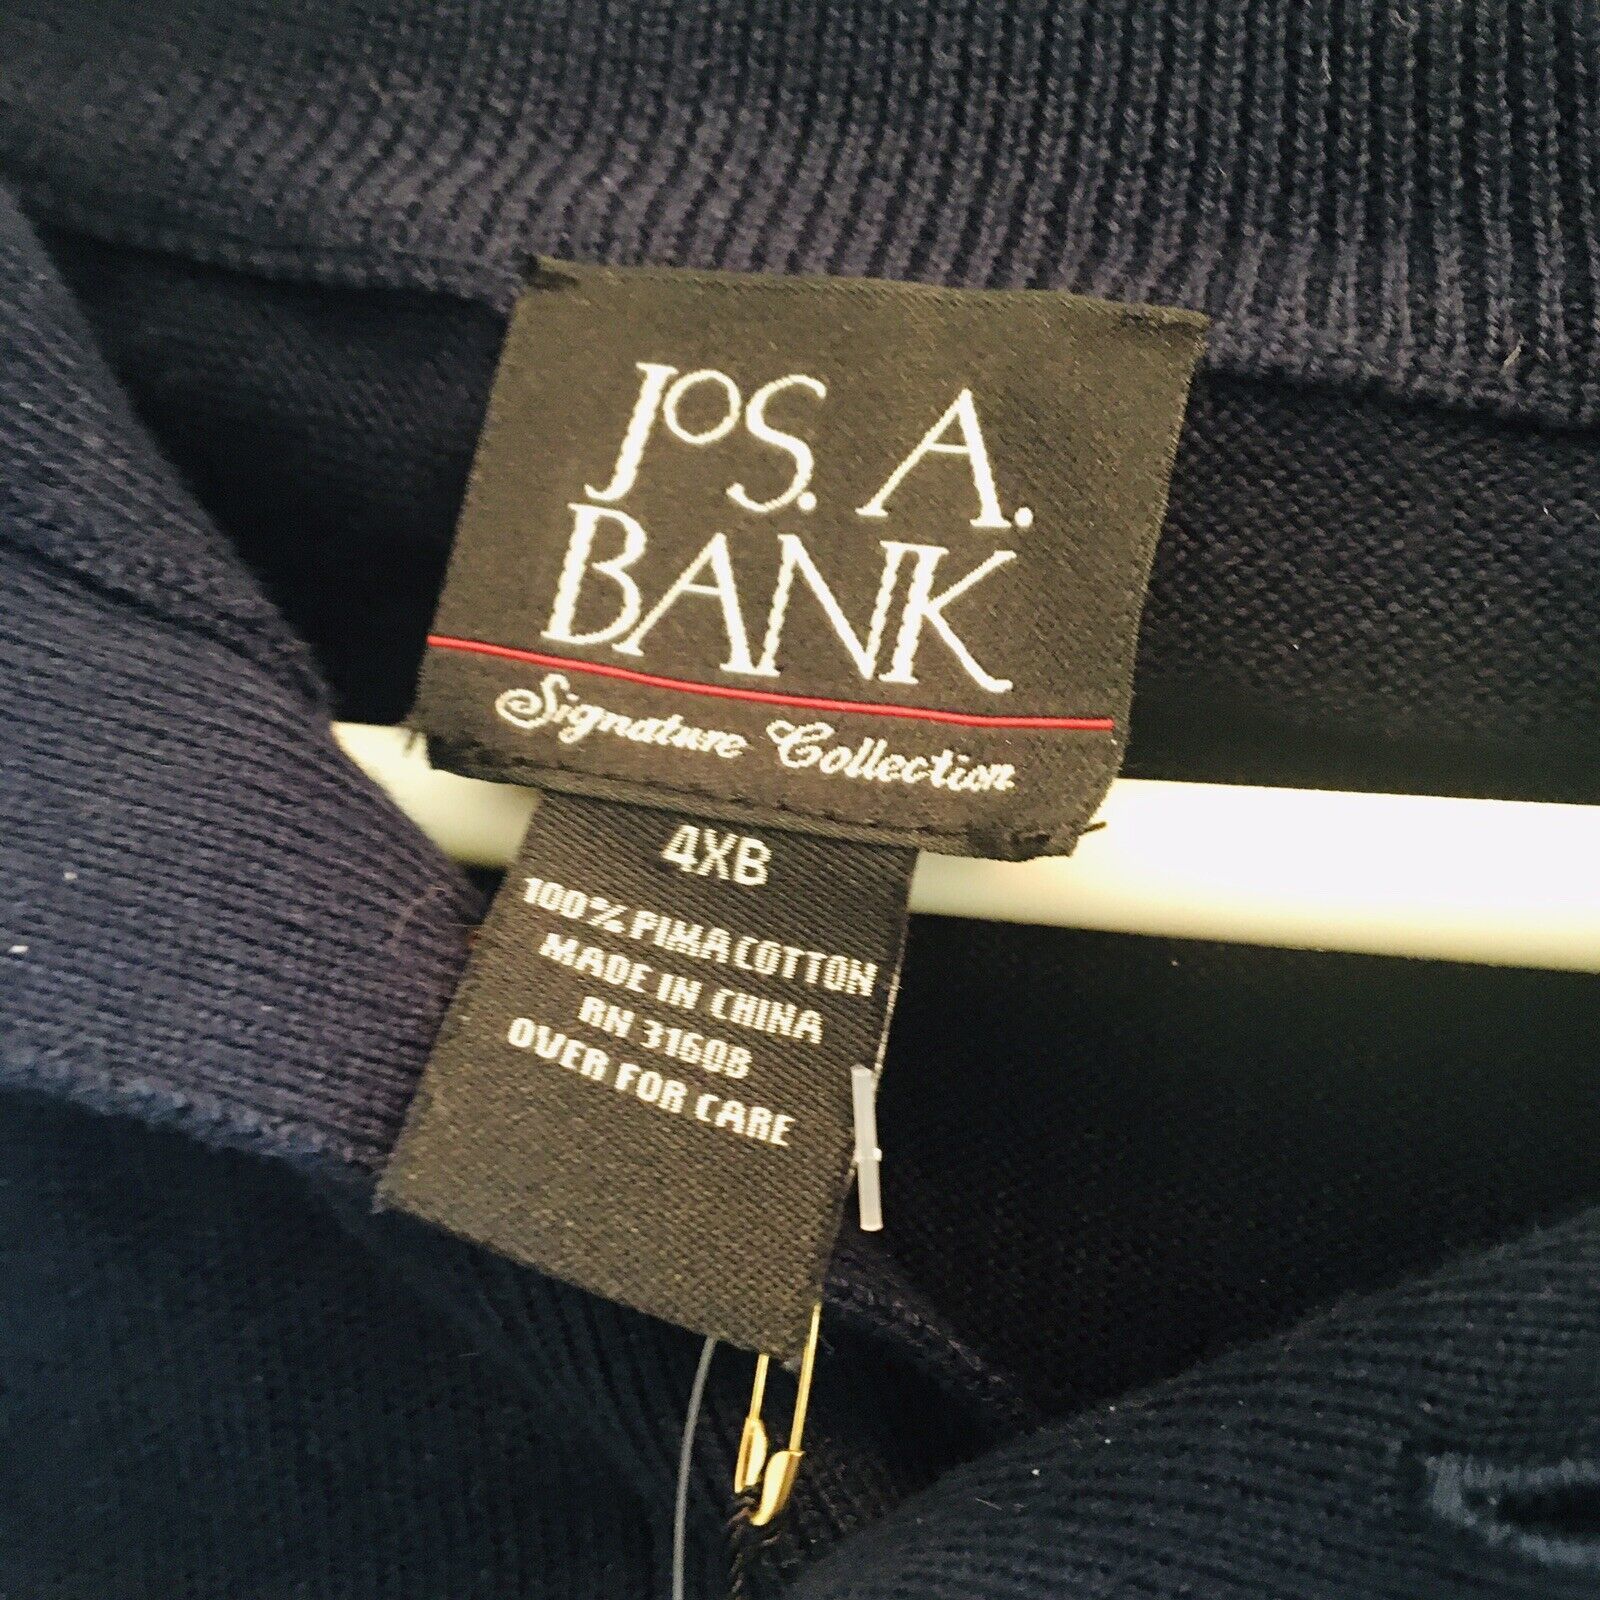 JOS. A.
BANK
Signature Collection
4XB
100% PIMA COTTON
MADE IN CHINA
RN 31608
OVER FOR CARE